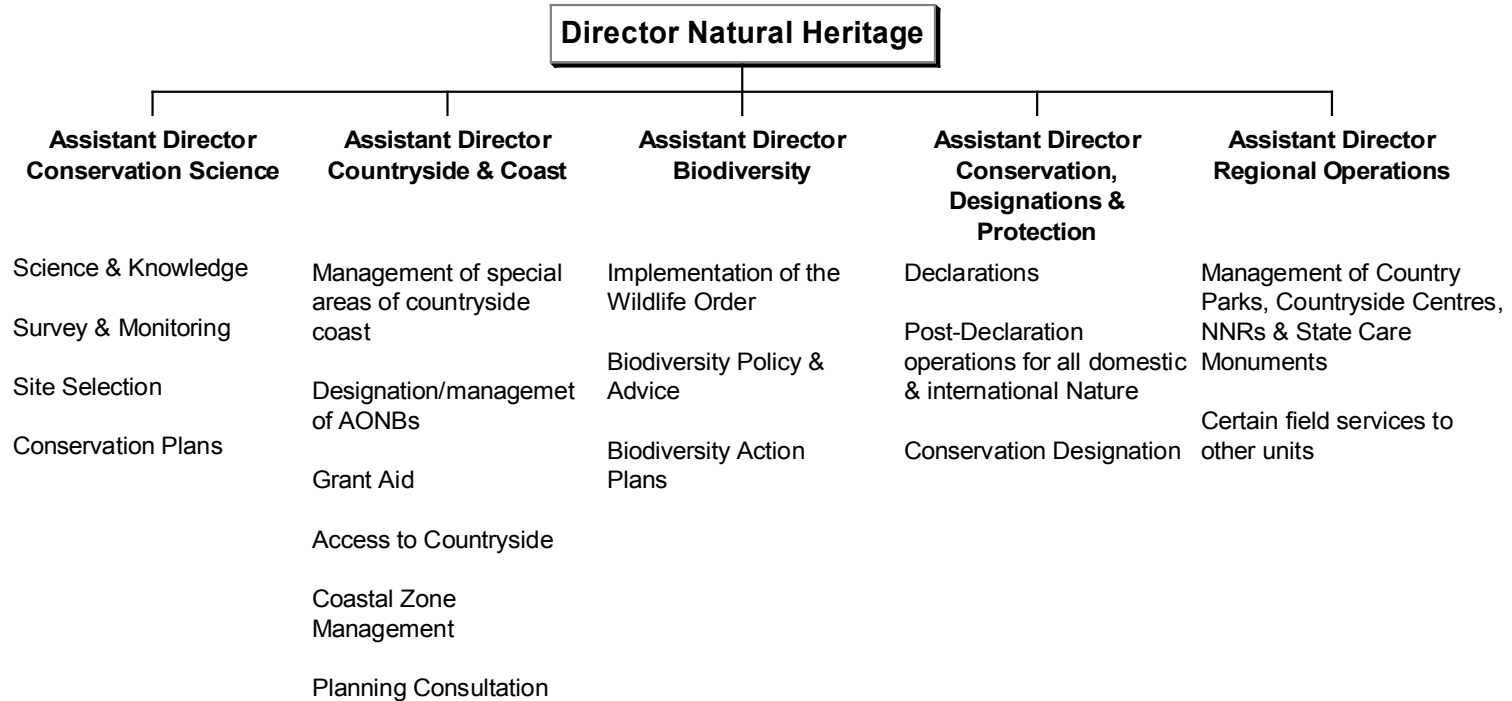 Director Natural Heritage
Assistant Director
Conservation Science
Science & Knowledge
Survey & Monitoring
Site Selection
Conservation Plans
Assistant Director
Countryside & Coast
Management of special
areas of countryside
coast
Designation/managemet
of AONBs
Grant Aid
Access to Countryside
Coastal Zone
Management
Planning Consultation
Assistant Director
Biodiversity
Implementation of the
Wildlife Order
Biodiversity Policy &
Advice
Biodiversity Action
Plans
Assistant Director
Conservation,
Designations &
Protection
Declarations
Post-Declaration
operations for all domestic
& international Nature
Conservation Designation
Assistant Director
Regional Operations
Management of Country
Parks, Countryside Centres,
NNRs & State Care
Monuments
Certain field services to
other units